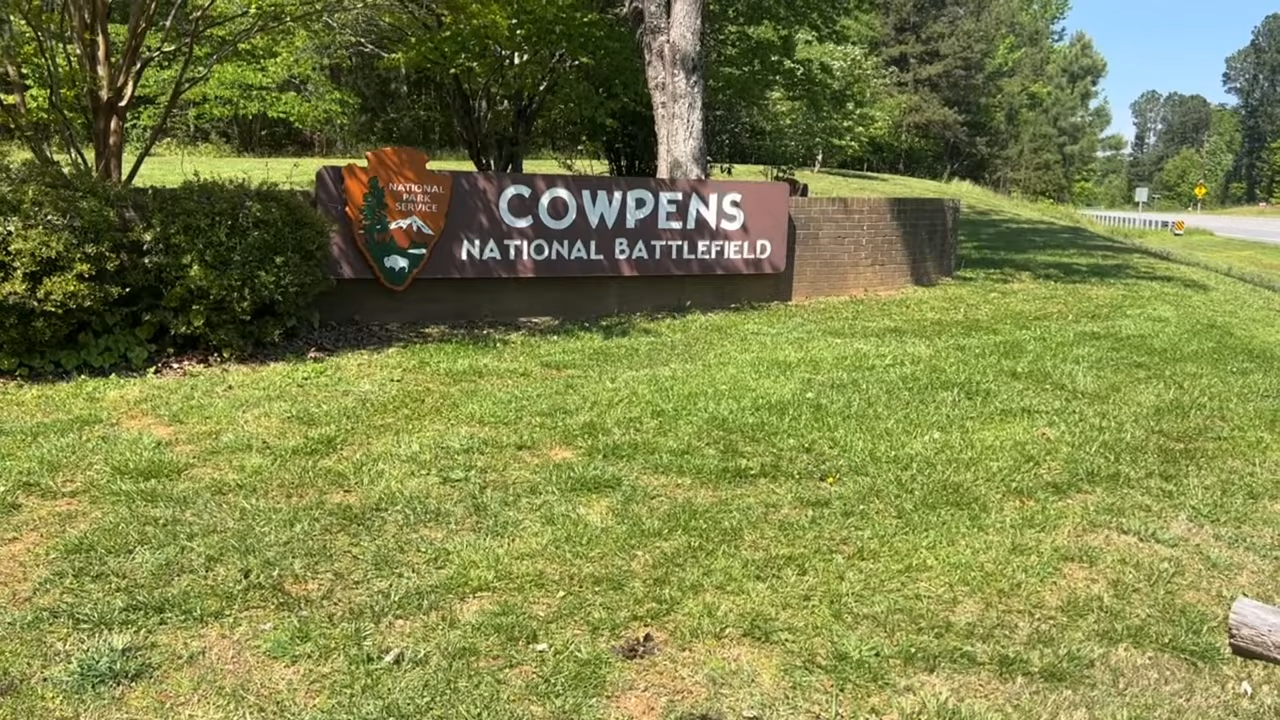 NATIONAL
PARK
SERVICE
COWPENS
NATIONAL BATTLEFIELD